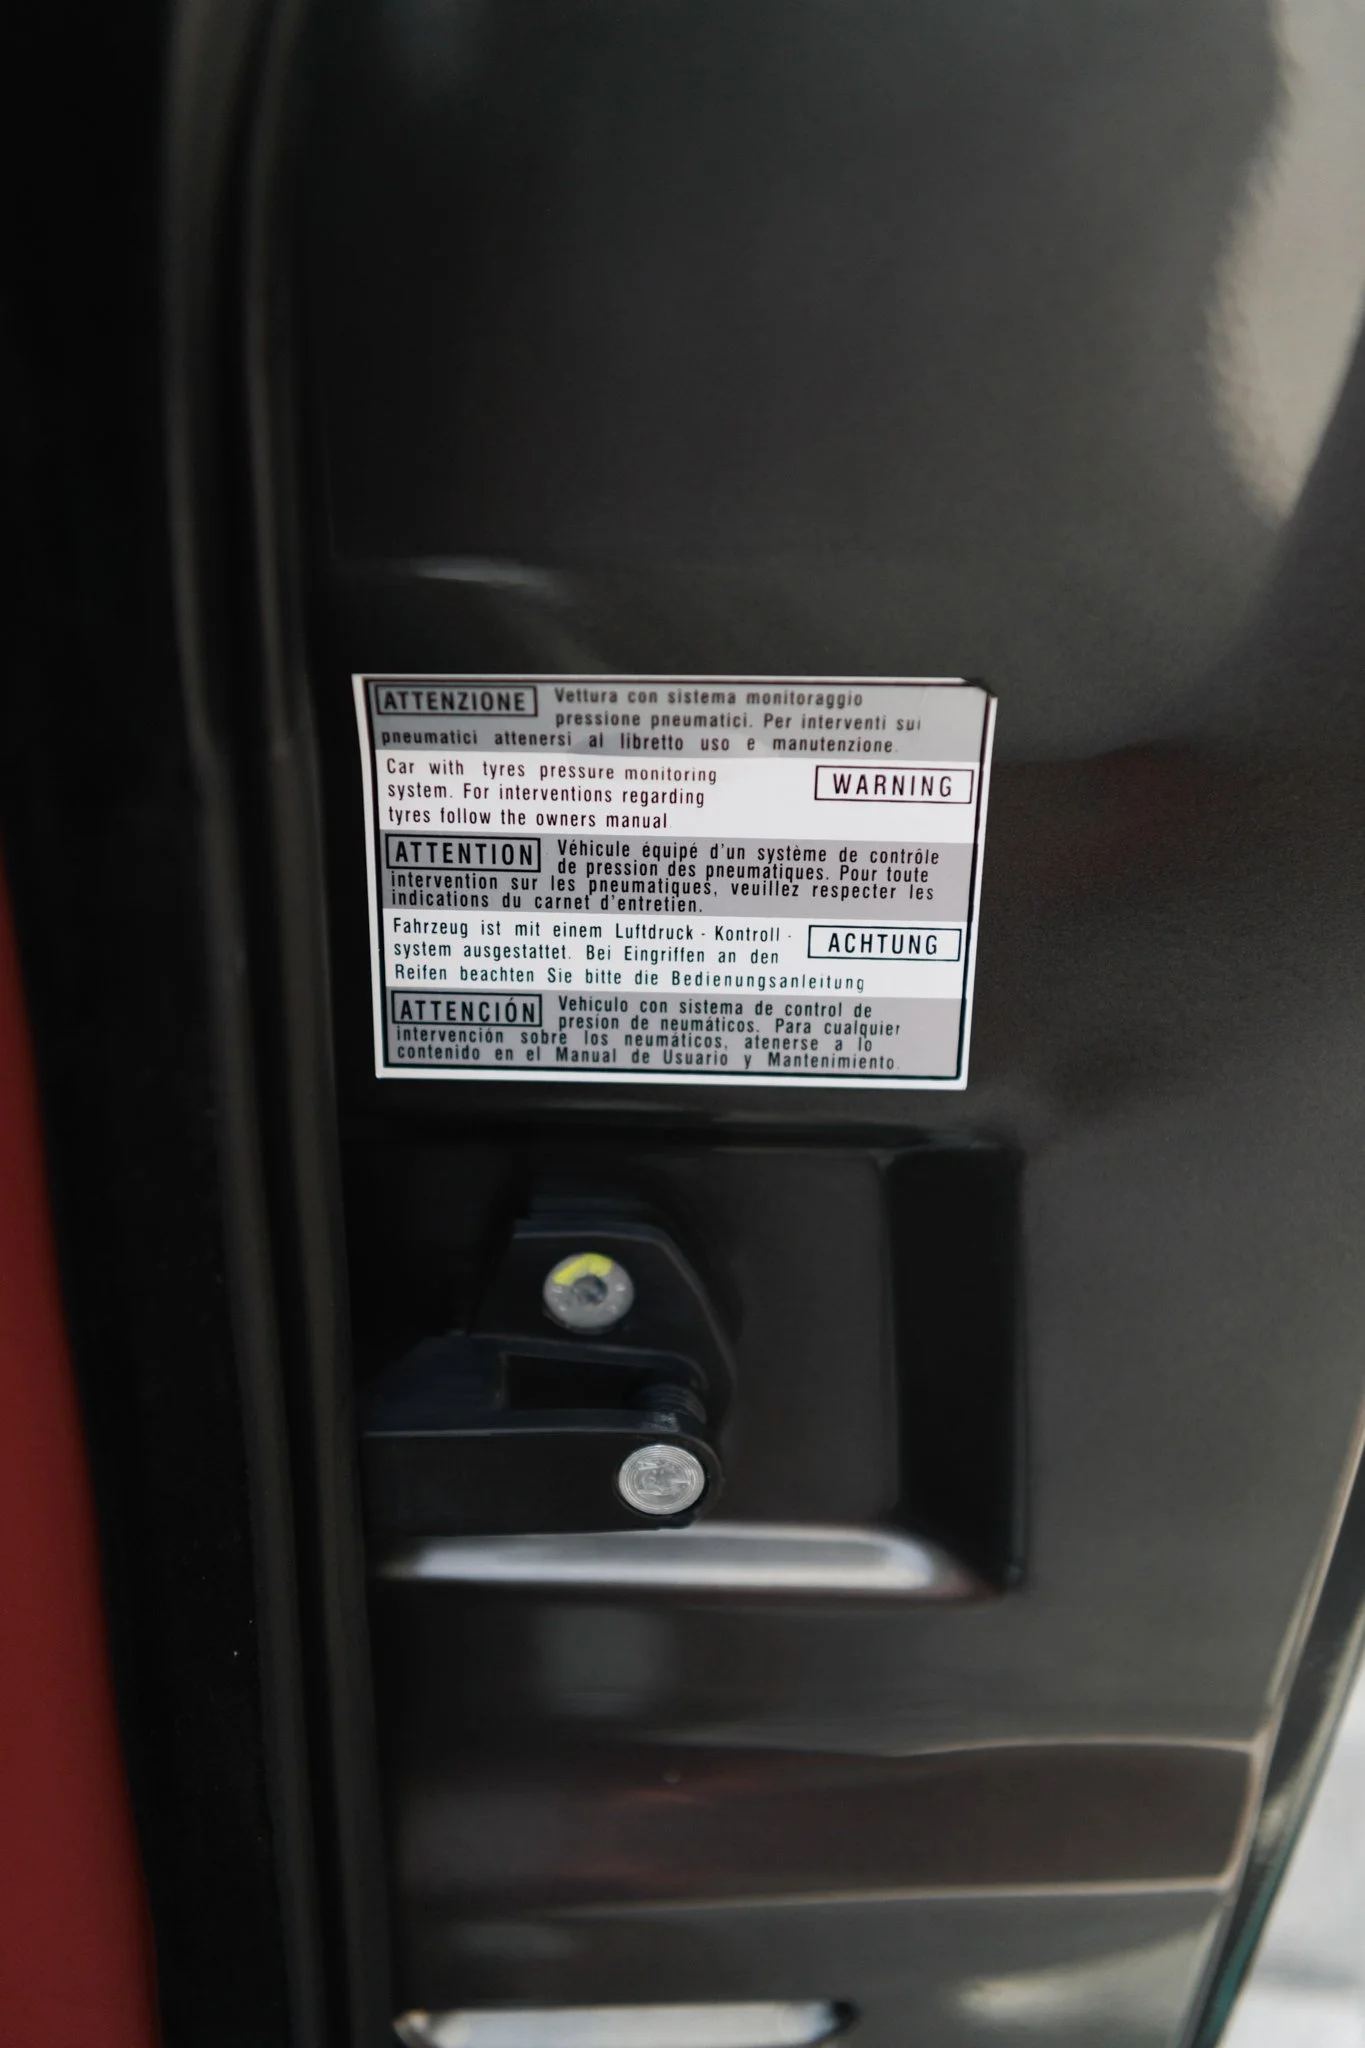 ATTENZIONE Vettura con sistema monitoraggio
pressione pneumatici. Per interventi sui
pneumatici attenersi al libretto uso e manutenzione.
Car with tyres pressure monitoring
WARNING
system. For interventions regarding
tyres follow the owners manual
ATTENTION Véhicule équipé d'un système de contrôle
de pression des pneumatiques. Pour toute
intervention sur les pneumatiques, veuillez respecter les
indications du carnet d'entretien.
Fahrzeug ist mit einem Luftdruck - Kontroll -
ACHTUNG
system ausgestattet. Bei Eingriffen an den
Reifen beachten Sie bitte die Bedienungsanleitung
ATTENCIÓN Vehiculo con sistema de control de
presion de neumáticos. Para cualquier
intervención sobre los neumáticos, atenerse a lo
contenido en el Manual de Usuario y Mantenimiento.